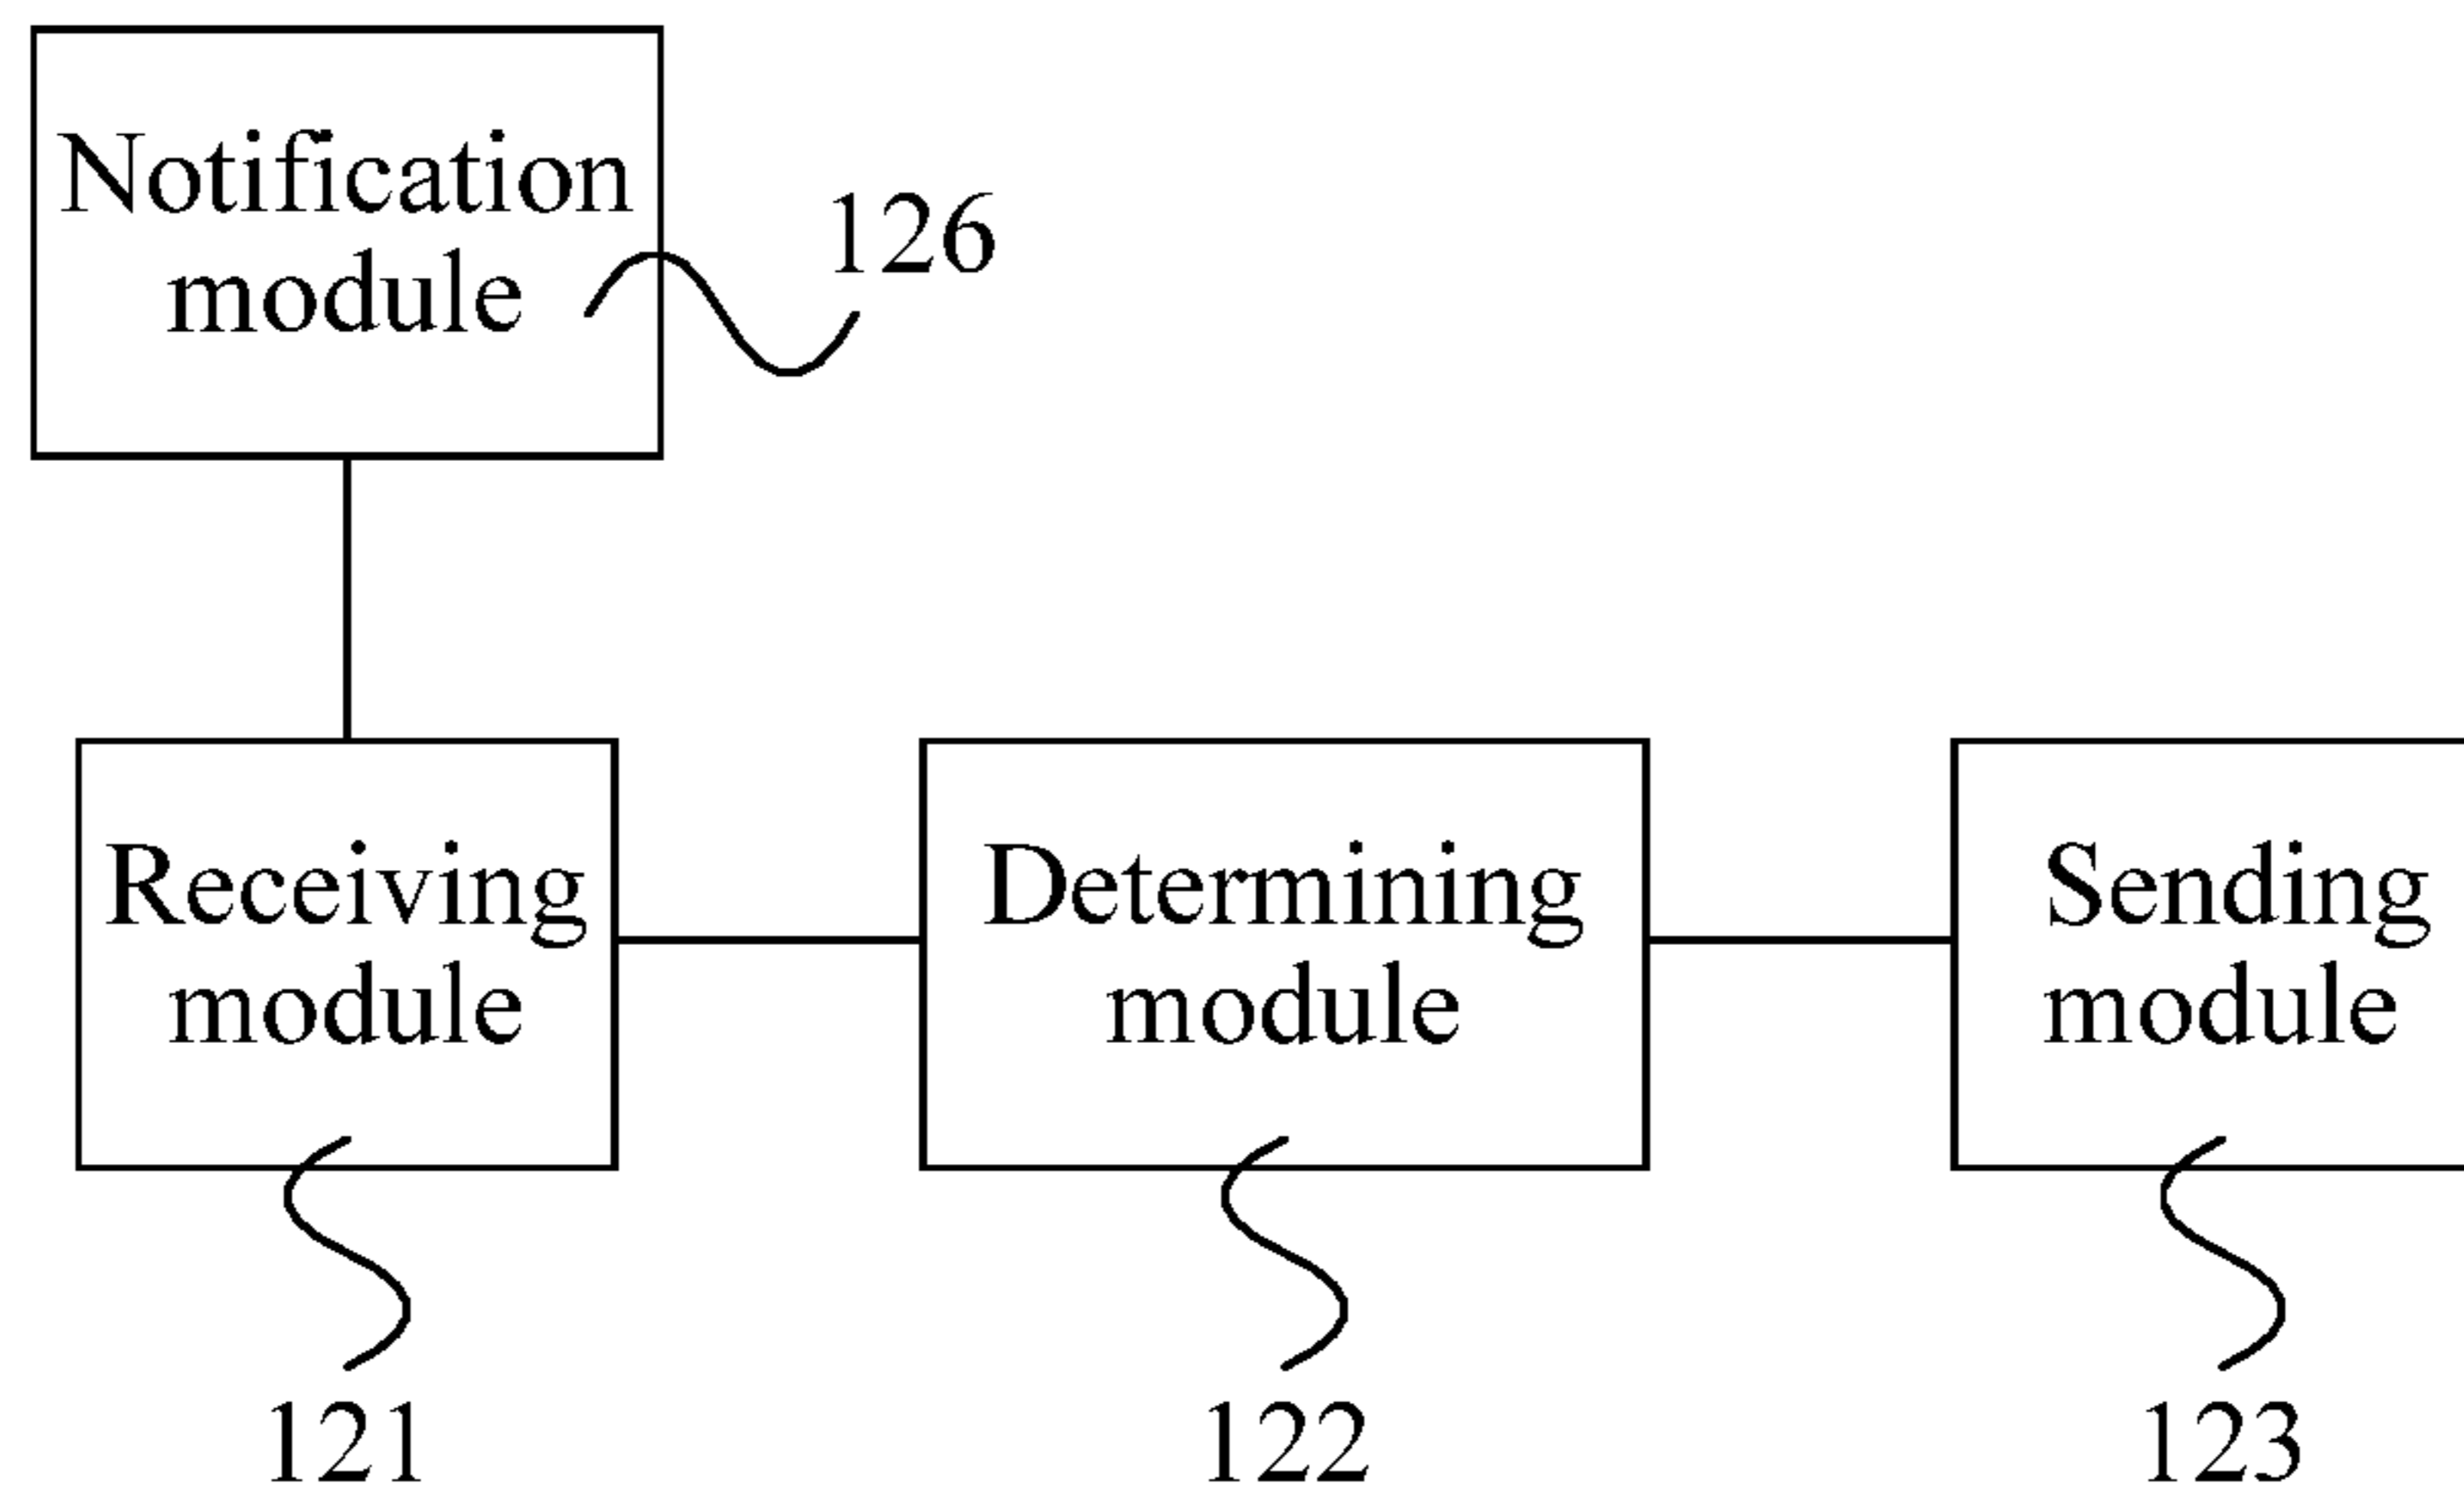 Notification
module
126
Receiving
module
Determining
module
Sending
module
121
122
123